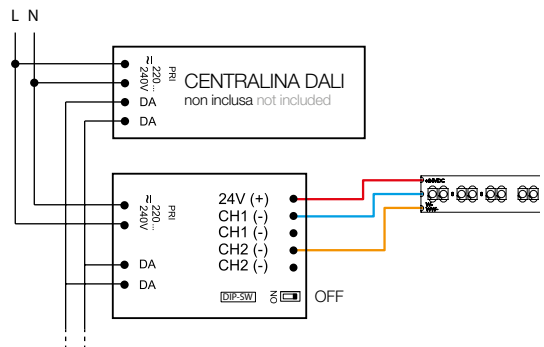 L N
PRI
≈ 220...
240V
DA
DA
CENTRALINA DALI
non inclusa not included
PRI
≈ 220...
240V
DA
DA
24V (+)
CH1 (-)
CH1 (-)
CH2 (-)
CH2 (-)
DIP-SW
ON
OFF